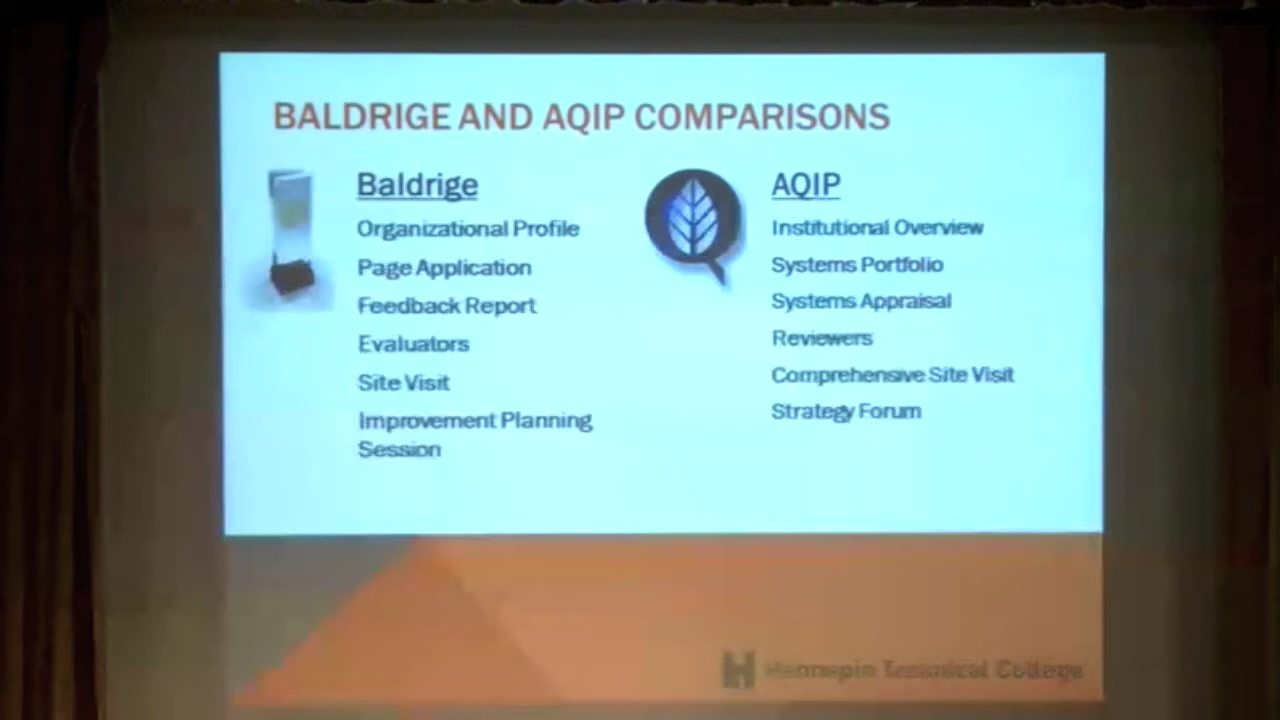 BALDRIGE AND AQIP COMPARISONS
Baldrige
Organizational Profile
Page Application
Feedback Report
Evaluators
Site Visit
Improvement Planning
Session
AQIP
Institutional Overview
Systems Portfolio
Systems Appraisal
Reviewers
Comprehensive Site Visit
Strategy Forum
Hennepin Technical College